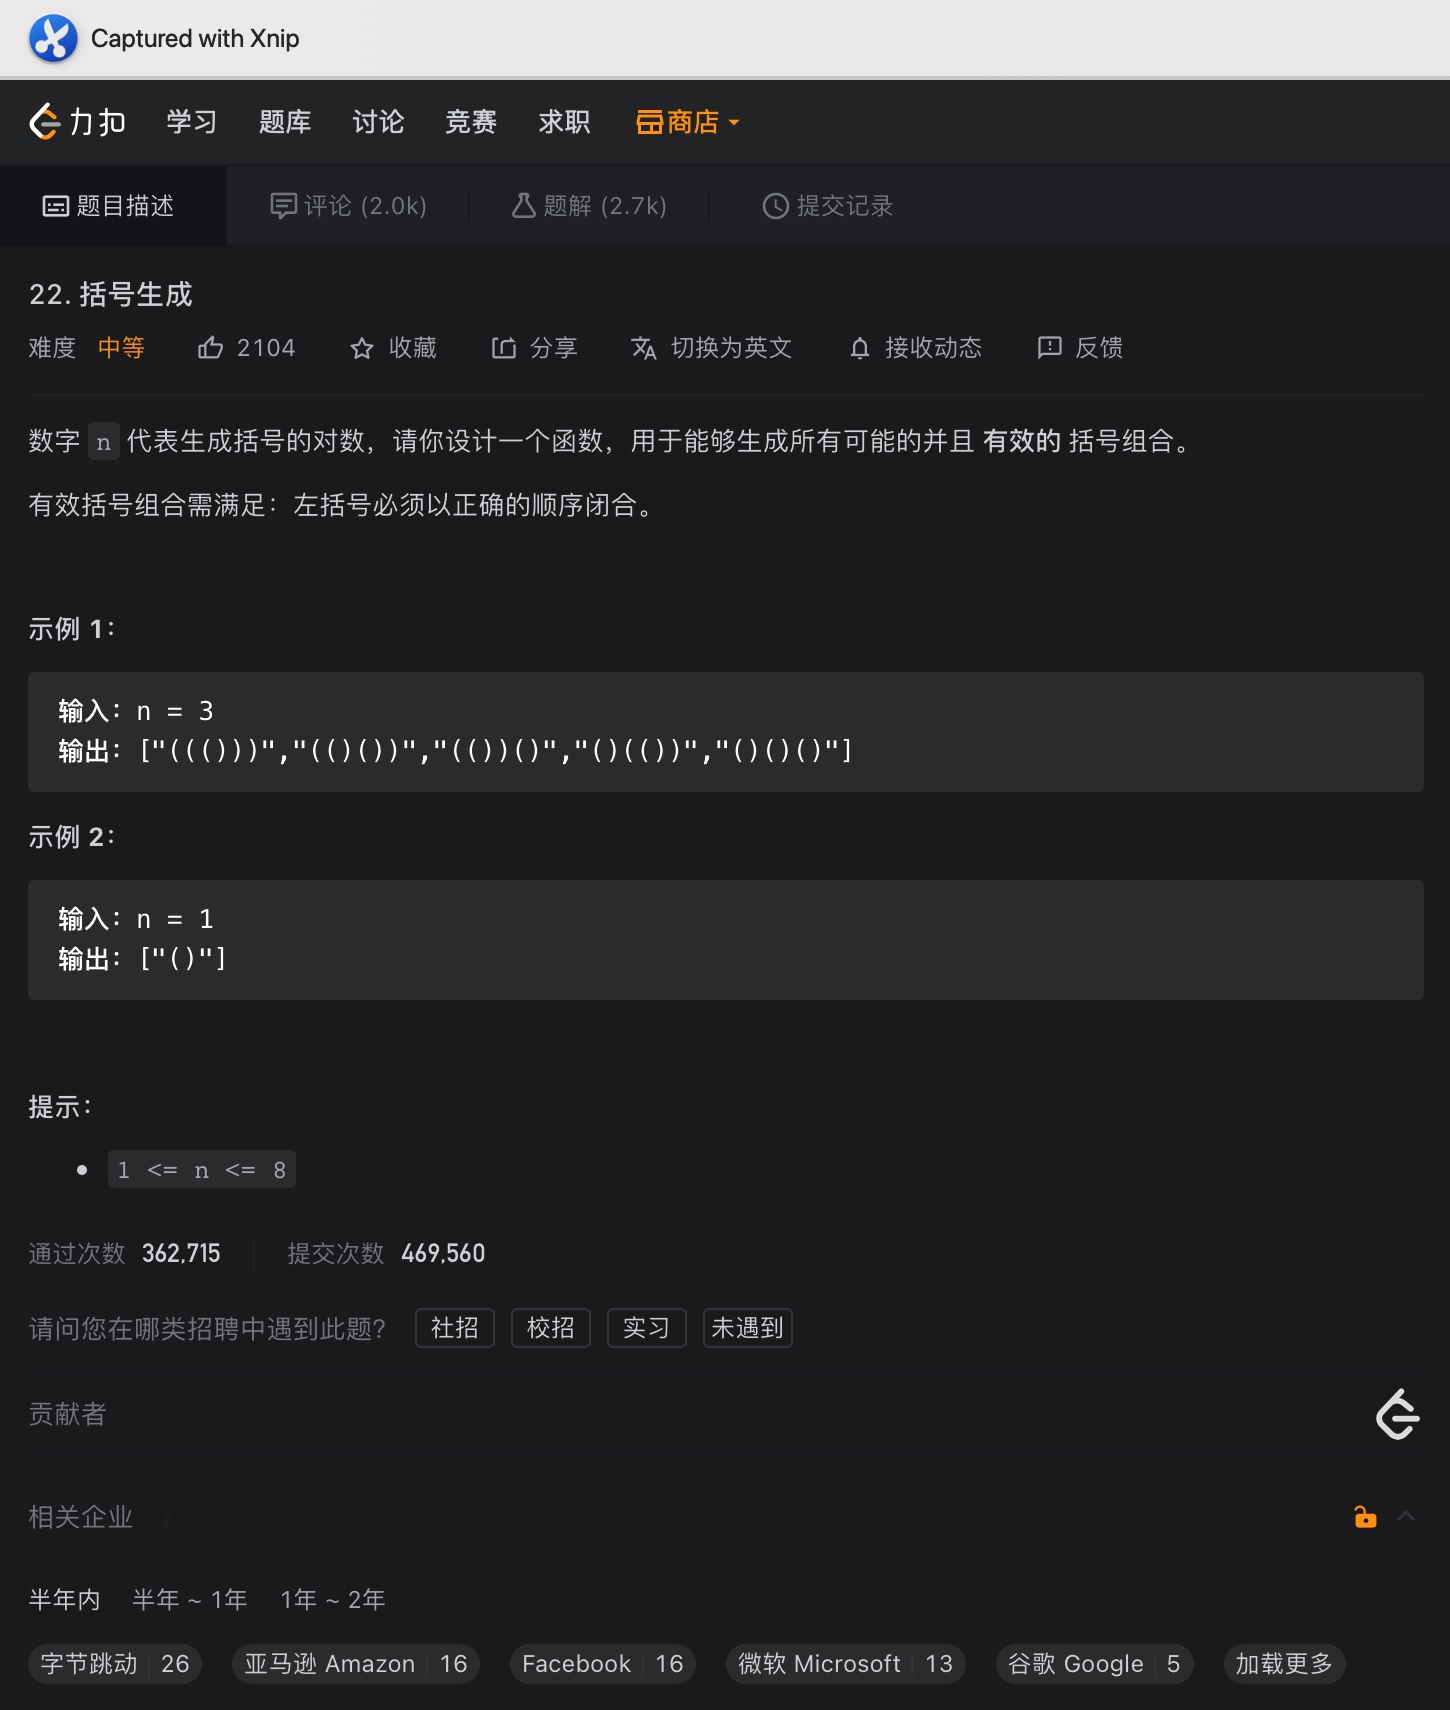 Captured with Xnip
力扣 学习 题库 讨论 竞赛 求职 商店
题目描述 评论 (2.0k) 题解 (2.7k) 提交记录
22. 括号生成
难度 中等 2104 收藏 分享 切换为英文 接收动态 反馈
数字 n 代表生成括号的对数，请你设计一个函数，用于能够生成所有可能的并且 有效的 括号组合。
有效括号组合需满足：左括号必须以正确的顺序闭合。
示例 1：
输入：n = 3
输出：["((()))","(()())","(())()","()(())","()()()"]
示例 2：
输入：n = 1
输出：["()"]
提示：
1 <= n <= 8
通过次数 362,715 提交次数 469,560
请问您在哪类招聘中遇到此题？ 社招 校招 实习 未遇到
贡献者
相关企业
半年内 半年 ~ 1年 1年 ~ 2年
字节跳动 26 亚马逊 Amazon 16 Facebook 16 微软 Microsoft 13 谷歌 Google 5 加载更多